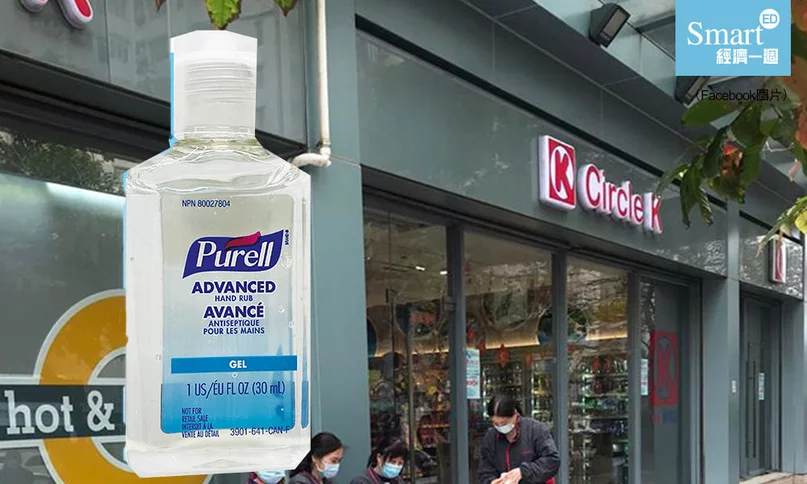 Smart ED
經濟一週
(Facebook圖片)
K Circle K
K
NPN 80027804
Purell
ADVANCED
HAND RUB
AVANCÉ
ANTISEPTIQUE
POUR LES MAINS
GEL
1 US/ÉU FL OZ (30 mL)
NOT FOR
RETAIL SALE
INTERDIT À LA
VENTE AU DÉTAIL
3901-641-CAN-F
hot &
K